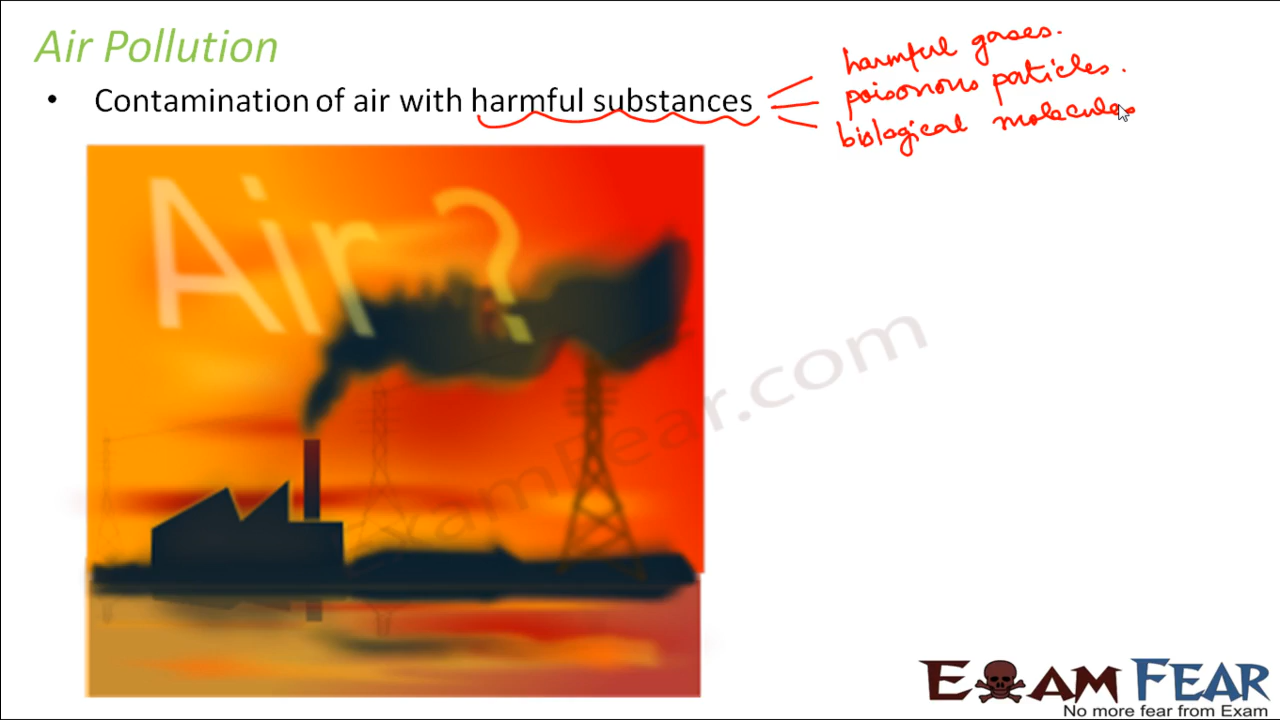 Air Pollution
• Contamination of air with harmful substances
harmful gases.
poisonous paticles.
biological molecules
Air ?
ExamFear.com
EXAM FEAR
No more fear from Exam